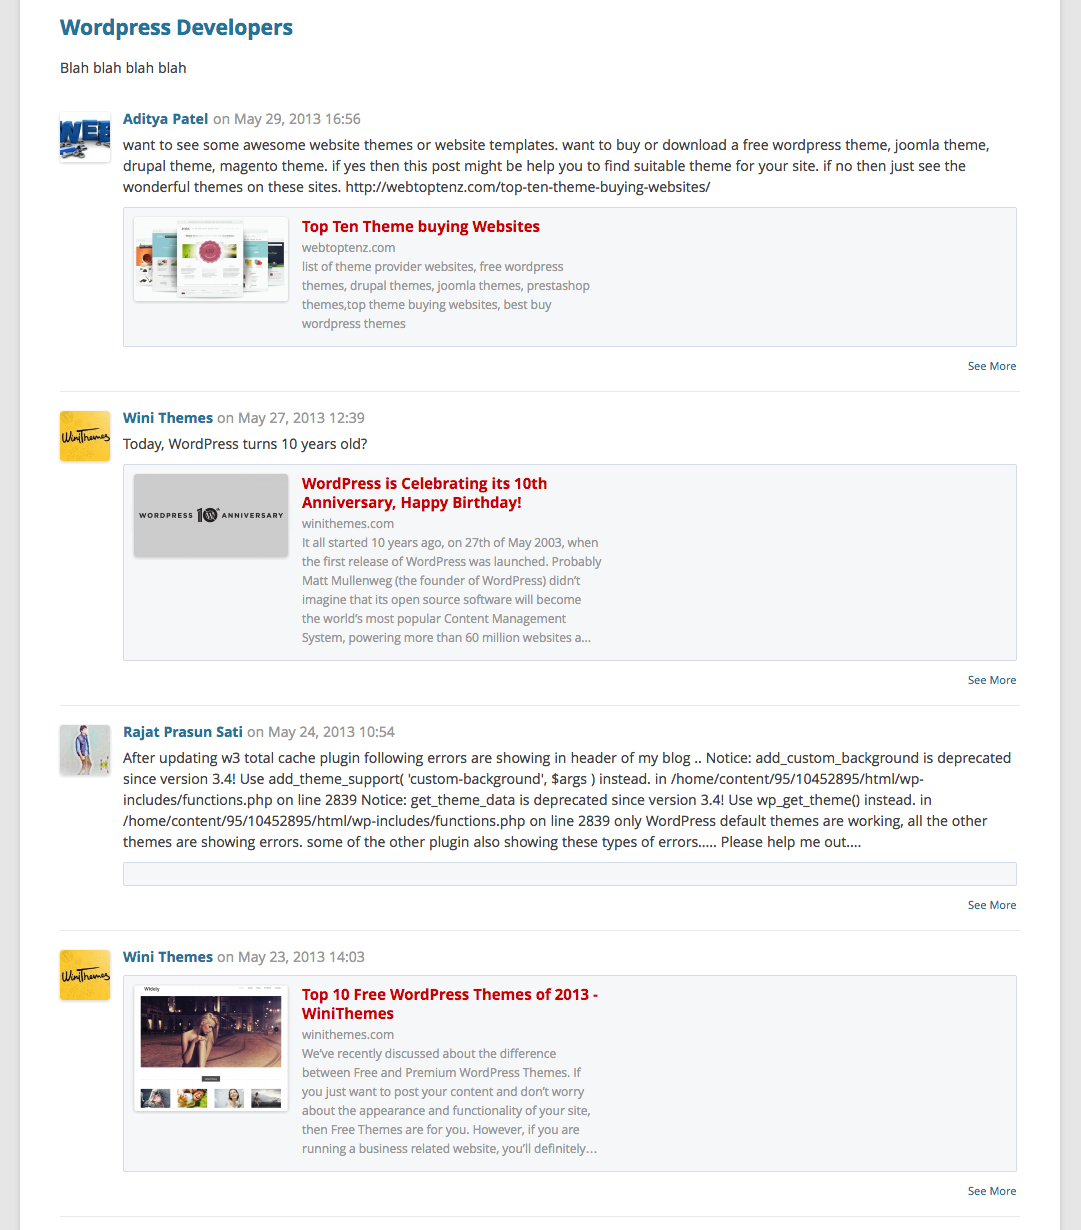 Wordpress Developers
Blah blah blah blah
WEB
Aditya Patel on May 29, 2013 16:56
want to see some awesome website themes or website templates. want to buy or download a free wordpress theme, joomla theme,
drupal theme, magento theme. if yes then this post might be help you to find suitable theme for your site. if no then just see the
wonderful themes on these sites. http://webtoptenz.com/top-ten-theme-buying-websites/
Top Ten Theme buying Websites
webtoptenz.com
list of theme provider websites, free wordpress
themes, drupal themes, joomla themes, prestashop
themes,top theme buying websites, best buy
wordpress themes
See More
WiniThemes
Wini Themes on May 27, 2013 12:39
Today, WordPress turns 10 years old?
WORDPRESS 10 ANNIVERSARY
WordPress is Celebrating its 10th
Anniversary, Happy Birthday!
winithemes.com
It all started 10 years ago, on 27th of May 2003, when
the first release of WordPress was launched. Probably
Matt Mullenweg (the founder of WordPress) didn’t
imagine that its open source software will become
the world’s most popular Content Management
System, powering more than 60 million websites a...
See More
Rajat Prasun Sati on May 24, 2013 10:54
After updating w3 total cache plugin following errors are showing in header of my blog .. Notice: add_custom_background is deprecated
since version 3.4! Use add_theme_support( 'custom-background', $args ) instead. in /home/content/95/10452895/html/wp-
includes/functions.php on line 2839 Notice: get_theme_data is deprecated since version 3.4! Use wp_get_theme() instead. in
/home/content/95/10452895/html/wp-includes/functions.php on line 2839 only WordPress default themes are working, all the other
themes are showing errors. some of the other plugin also showing these types of errors..... Please help me out....
See More
WiniThemes
Wini Themes on May 23, 2013 14:03
Widely
Top 10 Free WordPress Themes of 2013 -
WiniThemes
winithemes.com
We’ve recently discussed about the difference
between Free and Premium WordPress Themes. If
you just want to post your content and don’t worry
about the appearance and functionality of your site,
then Free Themes are for you. However, if you are
running a business related website, you’ll definitely…
See More